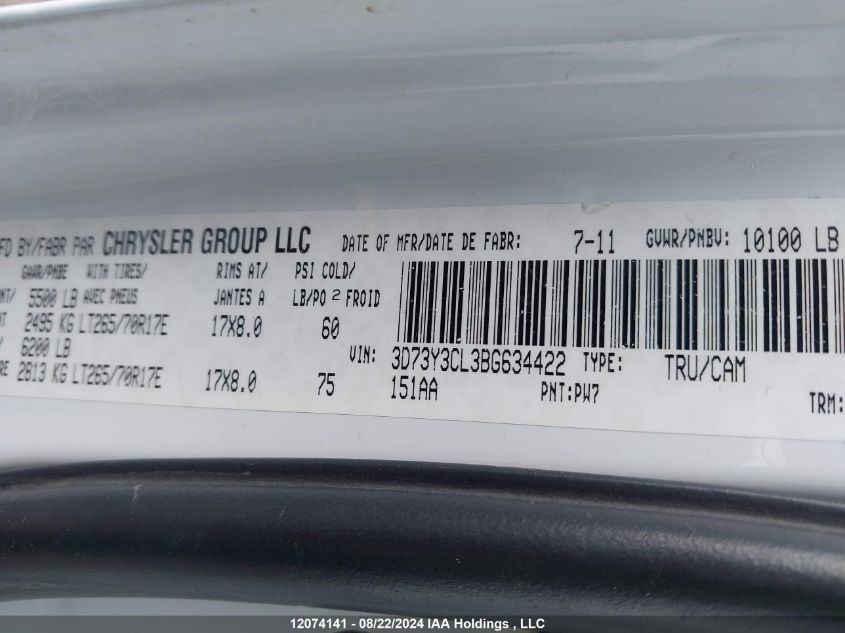 FD BY/FABR PAR CHRYSLER GROUP LLC DATE OF MFR/DATE DE FABR: 7-11 GVWR/PNBV: 10100 LB
GAWR/PNBE WITH TIRES/ RIMS AT/ PSI COLD/
5500 LB AVEC PNEUS JANTES A LB/PO 2 FROID
2495 KG LT265/70R17E 17X8.0 60
6200 LB
2813 KG LT265/70R17E 17X8.0 75
VIN: 3D73Y3CL3BG634422 TYPE: TRU/CAM
151AA PNT:PW7 TRM:
12074141 - 08/22/2024 IAA Holdings , LLC